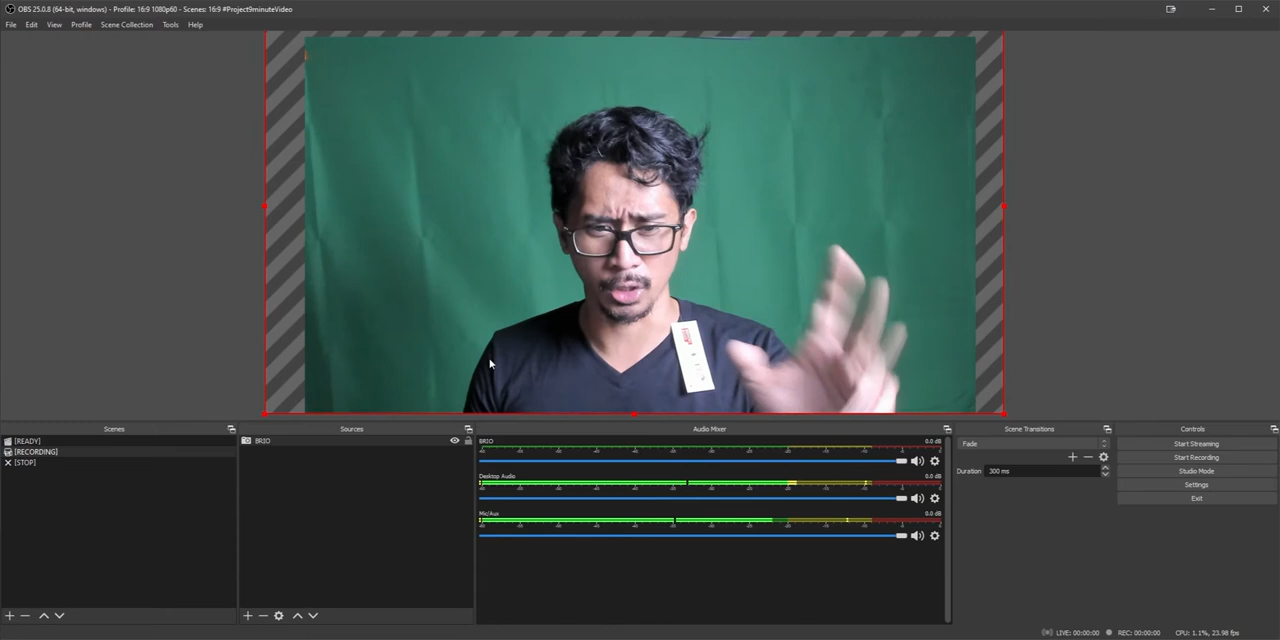 OBS 25.0.8 (64-bit, windows) - Profile: 16:9 1080p60 - Scenes: 16:9 #Project9minuteVideo
File Edit View Profile Scene Collection Tools Help
Scenes
[READY]
[RECORDING]
[STOP]
Sources
BRIO
Audio Mixer
BRIO 0.0 dB
Desktop Audio 0.0 dB
Mic/Aux 0.0 dB
Scene Transitions
Fade
Duration 300 ms
Controls
Start Streaming
Start Recording
Studio Mode
Settings
Exit
LIVE: 00:00:00 REC: 00:00:00 CPU: 1.1%, 23.98 fps